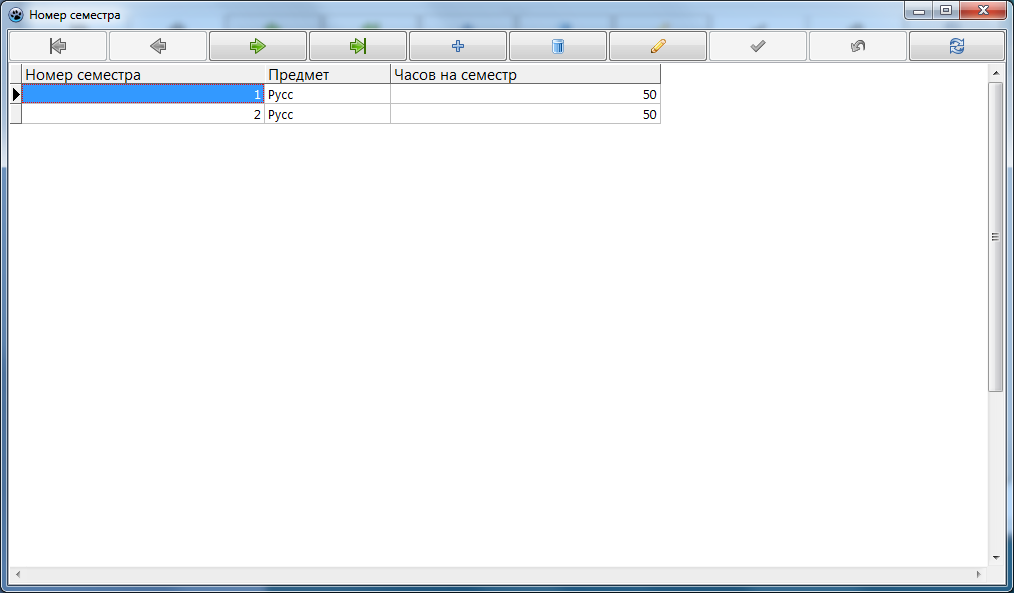 Номер семестра
Номер семестра Предмет Часов на семестр
1 Русс 50
2 Русс 50